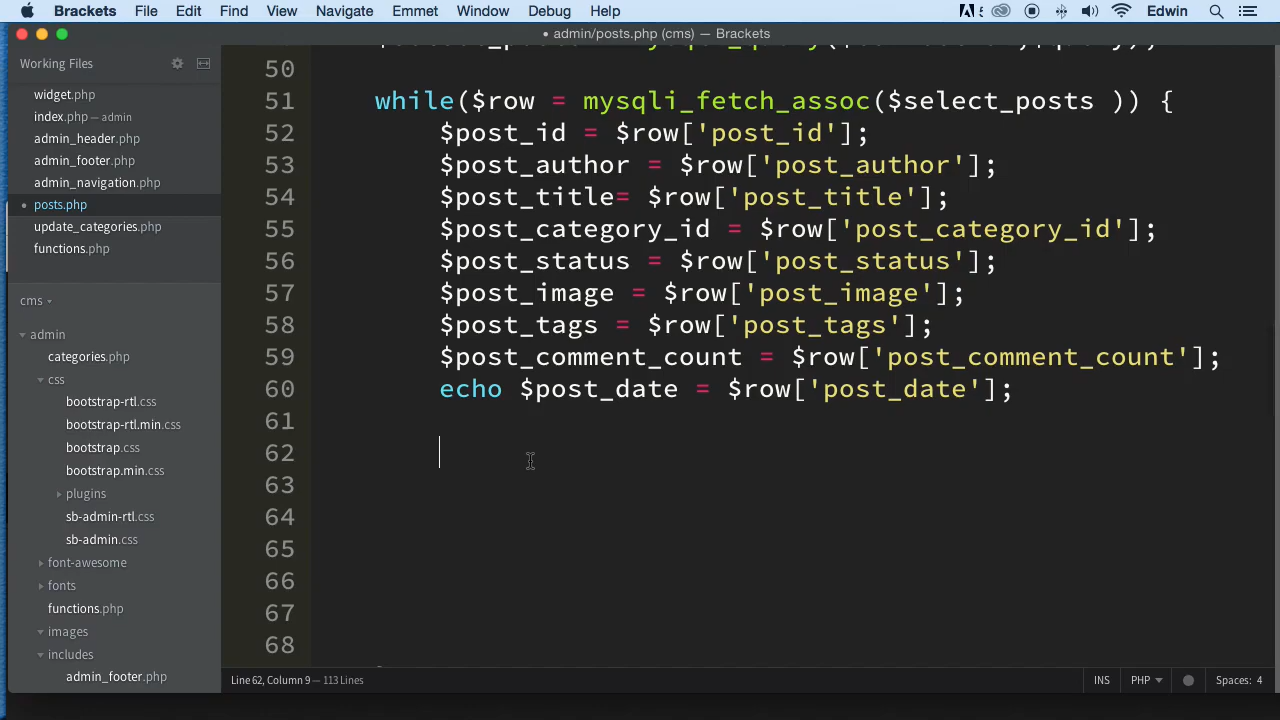 Brackets File Edit Find View Navigate Emmet Window Debug Help Edwin
• admin/posts.php (cms) — Brackets
Working Files
widget.php
index.php — admin
admin_header.php
admin_footer.php
admin_navigation.php
posts.php
update_categories.php
functions.php
cms
admin
categories.php
css
bootstrap-rtl.css
bootstrap-rtl.min.css
bootstrap.css
bootstrap.min.css
plugins
sb-admin-rtl.css
sb-admin.css
font-awesome
fonts
functions.php
images
includes
admin_footer.php
50
51 while($row = mysqli_fetch_assoc($select_posts )) {
52 $post_id = $row['post_id'];
53 $post_author = $row['post_author'];
54 $post_title= $row['post_title'];
55 $post_category_id = $row['post_category_id'];
56 $post_status = $row['post_status'];
57 $post_image = $row['post_image'];
58 $post_tags = $row['post_tags'];
59 $post_comment_count = $row['post_comment_count'];
60 echo $post_date = $row['post_date'];
61
62
63
64
65
66
67
68
Line 62, Column 9 — 113 Lines INS PHP Spaces: 4